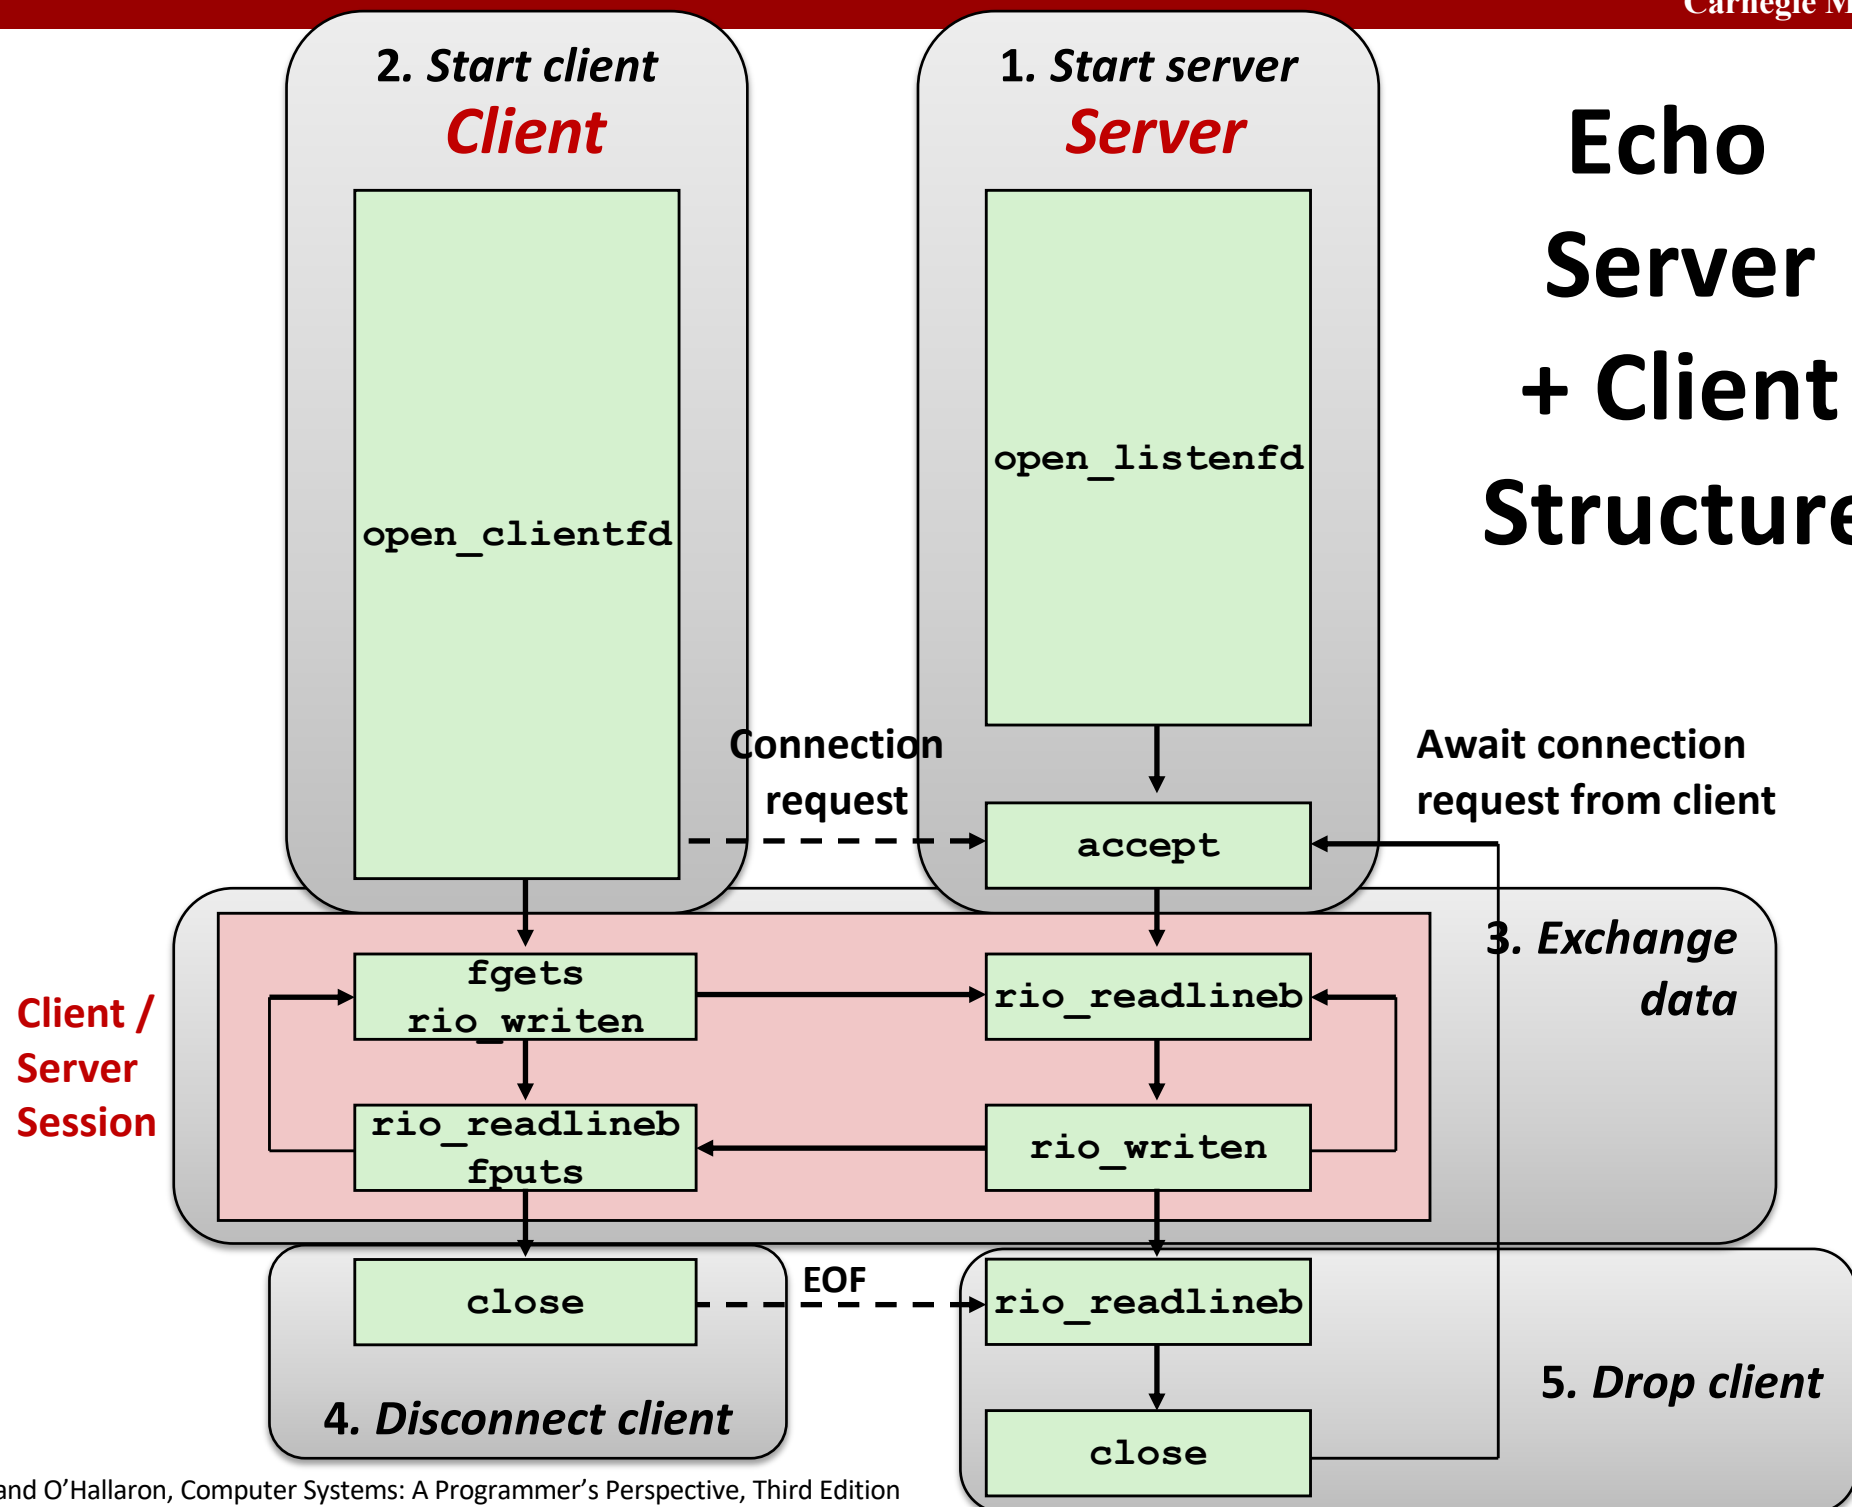 Carnegie M
2. Start client
Client
1. Start server
Server
Echo
Server
+ Client
Structure
open_clientfd
open_listenfd
Connection
request
Await connection
request from client
accept
3. Exchange
data
Client /
Server
Session
fgets
rio_writen
rio_readlineb
rio_readlineb
fputs
rio_writen
close
EOF
rio_readlineb
4. Disconnect client
5. Drop client
close
and O'Hallaron, Computer Systems: A Programmer's Perspective, Third Edition